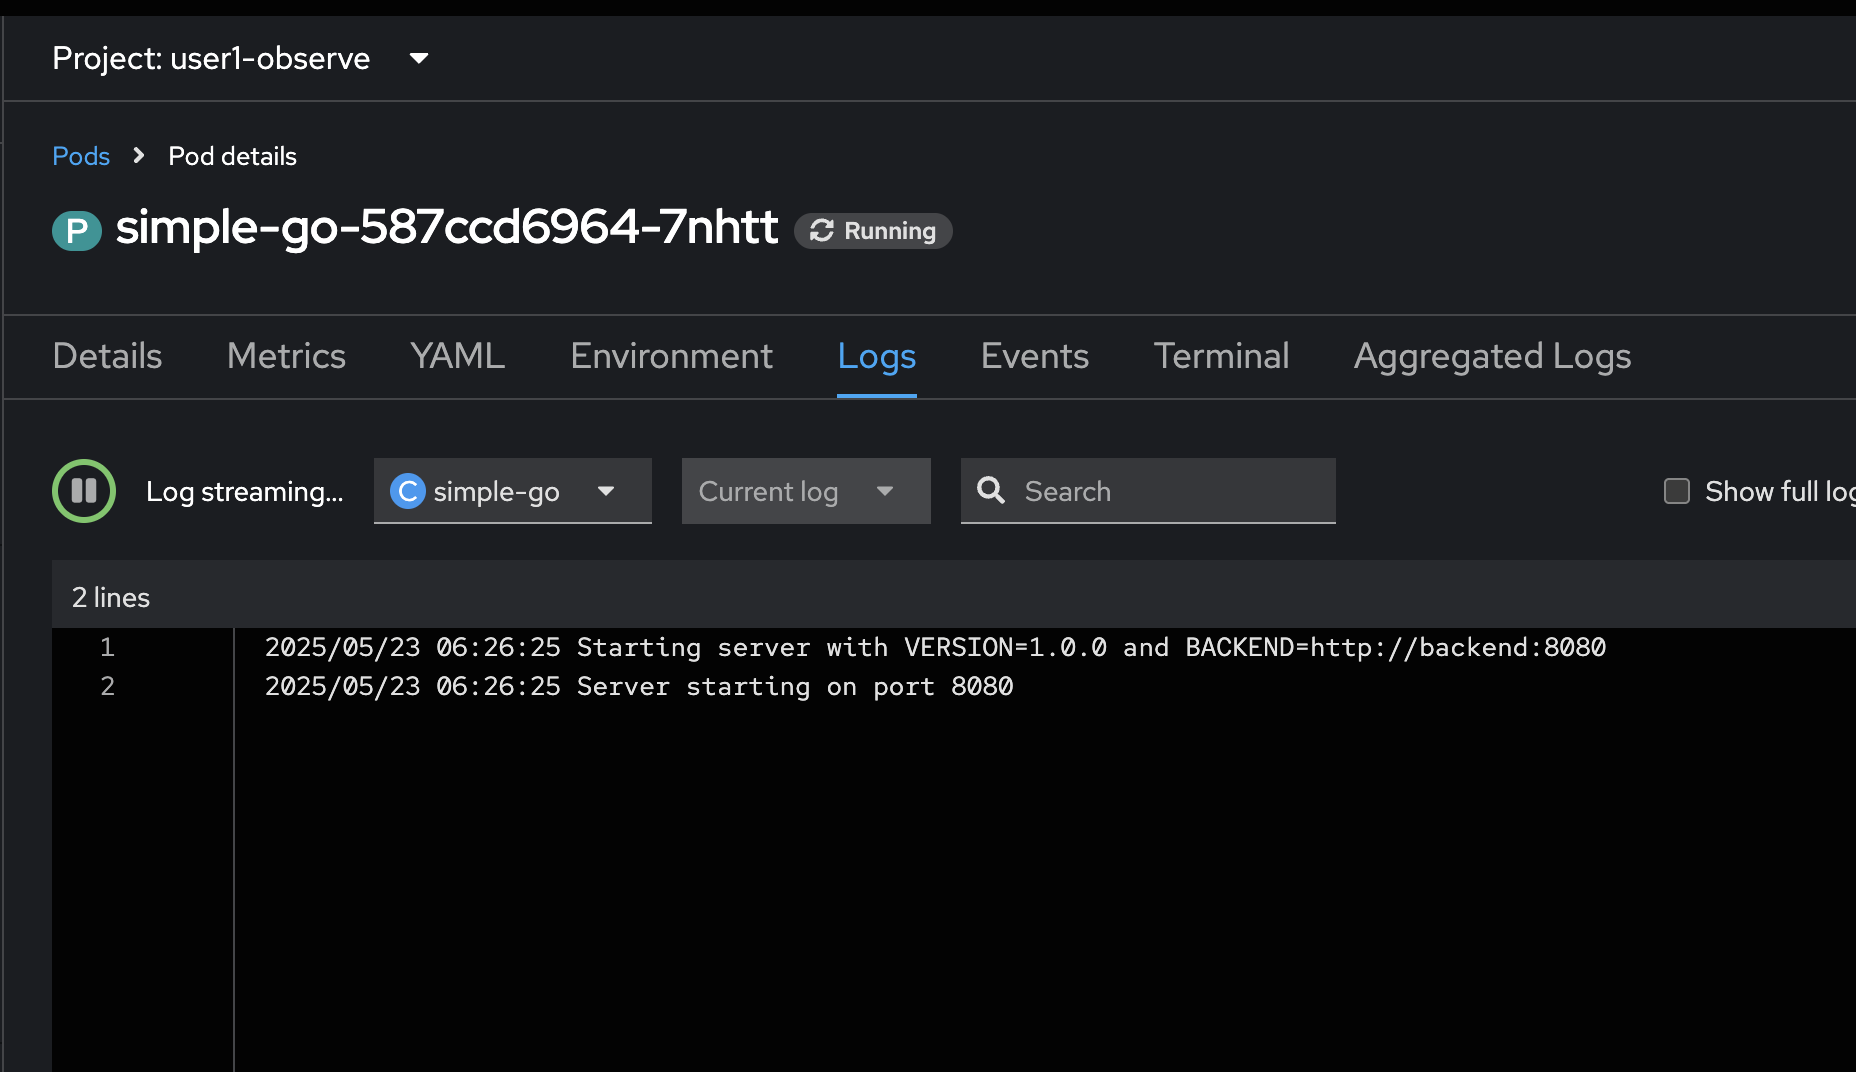 Project: user1-observe
Pods > Pod details
P simple-go-587ccd6964-7nhtt Running
Details Metrics YAML Environment Logs Events Terminal Aggregated Logs
Log streaming... C simple-go Current log Search Show full log
2 lines
1 2025/05/23 06:26:25 Starting server with VERSION=1.0.0 and BACKEND=http://backend:8080
2 2025/05/23 06:26:25 Server starting on port 8080